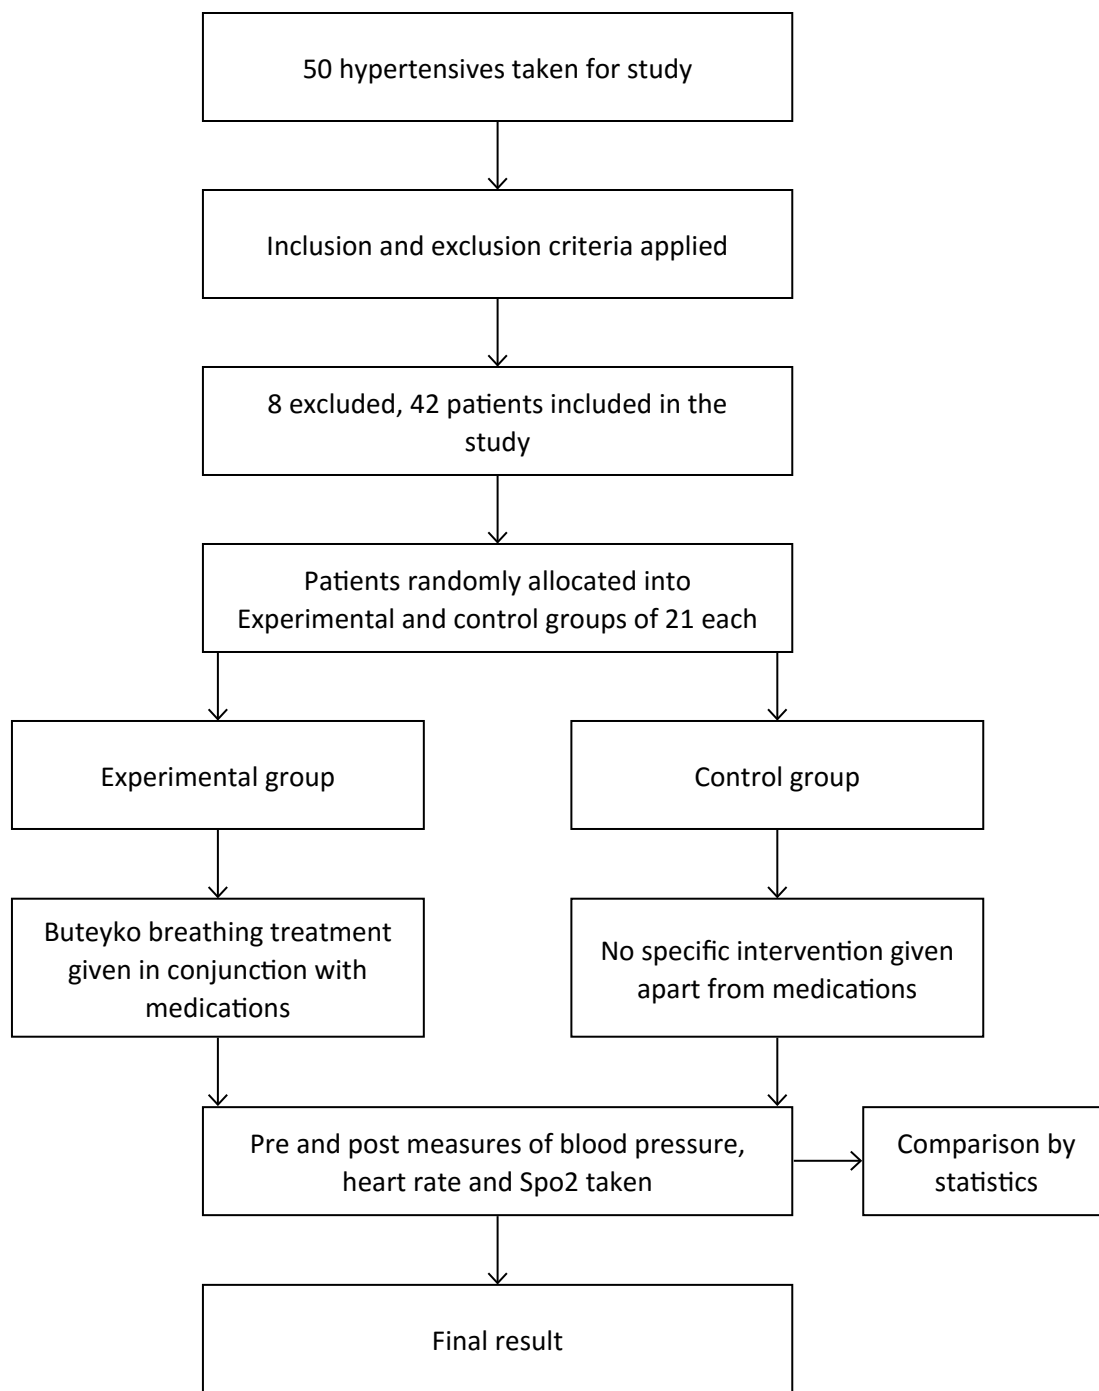 50 hypertensives taken for study
Inclusion and exclusion criteria applied
8 excluded, 42 patients included in the
study
Patients randomly allocated into
Experimental and control groups of 21 each
Experimental group
Control group
Buteyko breathing treatment
given in conjunction with
medications
No specific intervention given
apart from medications
Pre and post measures of blood pressure,
heart rate and Spo2 taken
Comparison by
statistics
Final result